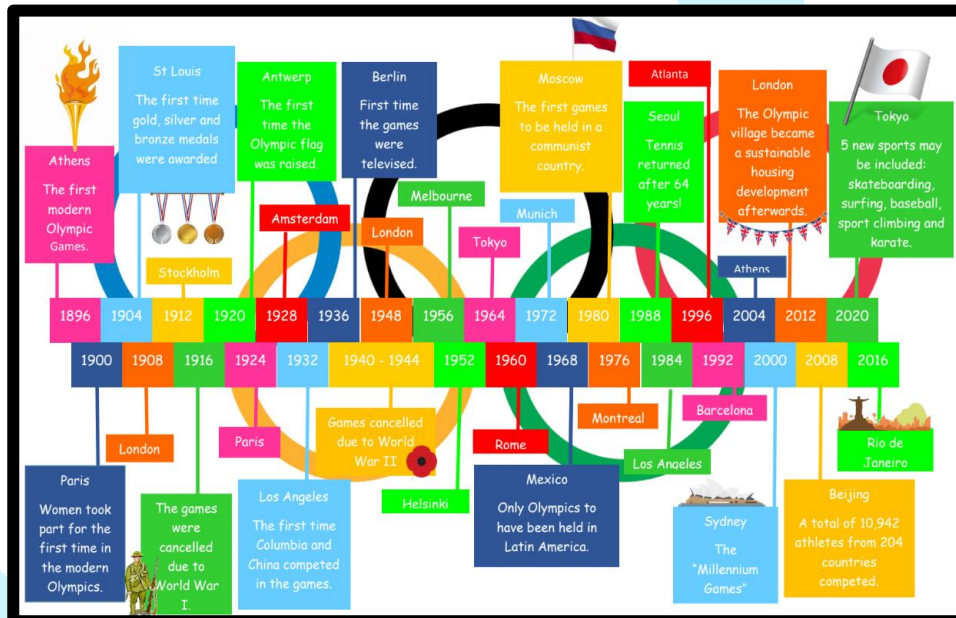 Athens
The first
modern
Olympic
Games.
St Louis
The first time
gold, silver and
bronze medals
were awarded
Stockholm
Antwerp
The first
time the
Olympic flag
was raised.
Amsterdam
Berlin
First time
the games
were
televised.
London
Melbourne
Tokyo
Munich
Moscow
The first games
to be held in a
communist
country.
Seoul
Tennis
returned
after 64
years!
Atlanta
Athens
London
The Olympic
village became
a sustainable
housing
development
afterwards.
Tokyo
5 new sports may
be included:
skateboarding,
surfing, baseball,
sport climbing and
karate.
1896 1904 1912 1920 1928 1936 1948 1956 1964 1972 1980 1988 1996 2004 2012 2020
1900 1908 1916 1924 1932 1940 - 1944 1952 1960 1968 1976 1984 1992 2000 2008 2016
Paris
Women took
part for the
first time in
the modern
Olympics.
London
The games
were
cancelled
due to
World War
I.
Paris
Los Angeles
The first time
Columbia and
China competed
in the games.
Games cancelled
due to World
War II
Helsinki
Rome
Mexico
Only Olympics to
have been held in
Latin America.
Montreal
Los Angeles
Barcelona
Sydney
The
"Millennium
Games"
Beijing
A total of 10,942
athletes from 204
countries
competed.
Rio de
Janeiro